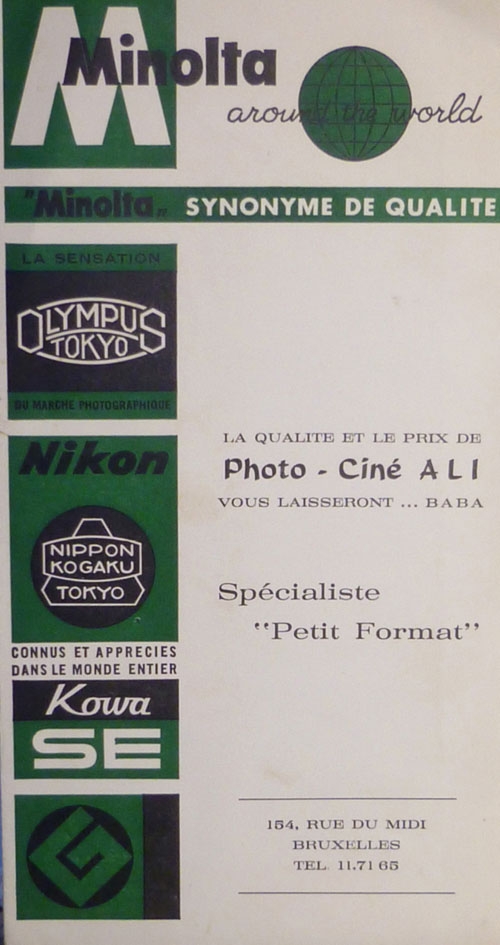 M
Minolta
around the world
"Minolta" SYNONYME DE QUALITE
LA SENSATION
OLYMPUS
TOKYO
DU MARCHE PHOTOGRAPHIQUE
Nikon
NIPPON
KOGAKU
TOKYO
CONNUS ET APPRECIES
DANS LE MONDE ENTIER
Kowa
SE
LA QUALITE ET LE PRIX DE
Photo - Ciné ALI
VOUS LAISSERONT ... BABA
Spécialiste
"Petit Format"
154, RUE DU MIDI
BRUXELLES
TEL. 11.71 65